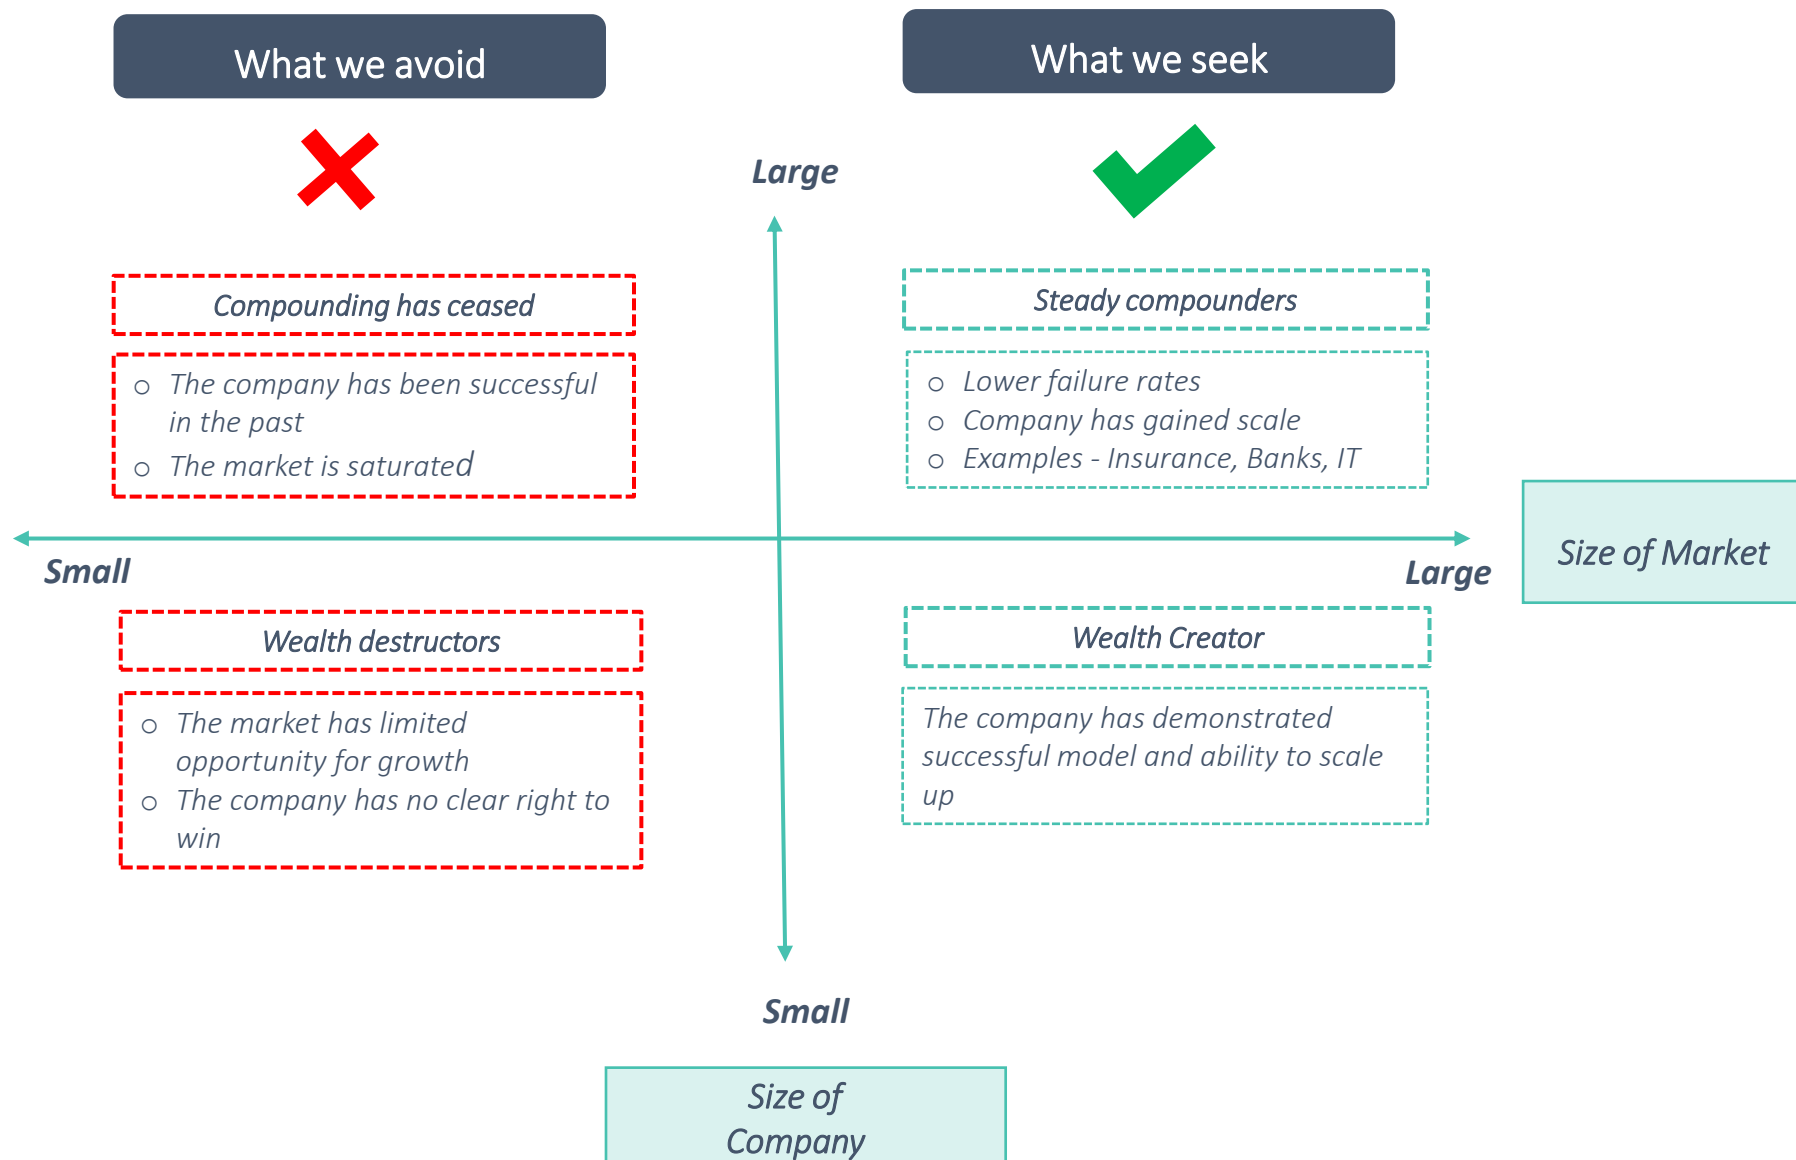 What we avoid
What we seek
Large
Compounding has ceased
○ The company has been successful
in the past
○ The market is saturated
Steady compounders
○ Lower failure rates
○ Company has gained scale
○ Examples - Insurance, Banks, IT
Small
Large
Size of Market
Wealth destructors
○ The market has limited
opportunity for growth
○ The company has no clear right to
win
Wealth Creator
The company has demonstrated
successful model and ability to scale
up
Small
Size of
Company